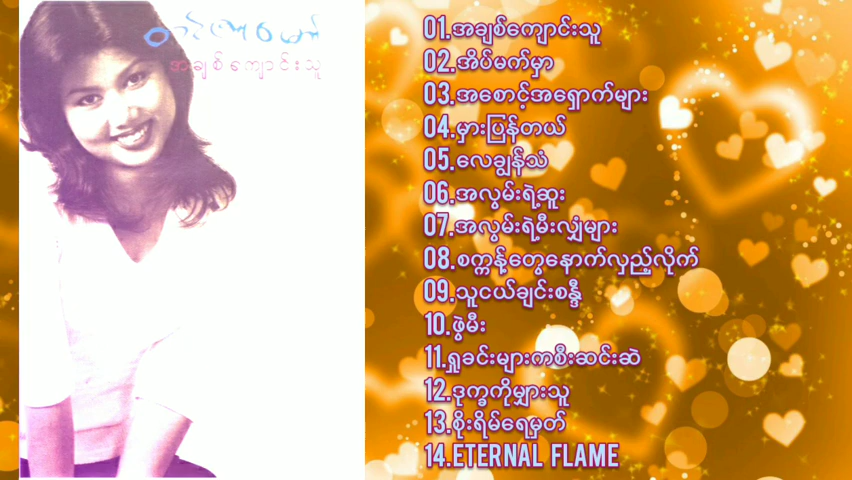 အချစ်ကျောင်းသူ
01.အချစ်ကျောင်းသူ
02.အိပ်မက်မှာ
03.အစောင့်အရှောက်များ
04.မှားပြန်တယ်
05.လေချွန်သံ
06.အလွမ်းရဲ့ဆူး
07.အလွမ်းရဲ့မီးလျှံများ
08.စက္ကန့်တွေနောက်လှည့်လိုက်
09.သူငယ်ချင်းစန္ဒီ
10.ဖွဲမီး
11.ရှုခင်းများကစီးဆင်းဆဲ
12.ဒုက္ခကိုမျှားသူ
13.စိုးရိမ်ရေမှတ်
14.ETERNAL FLAME